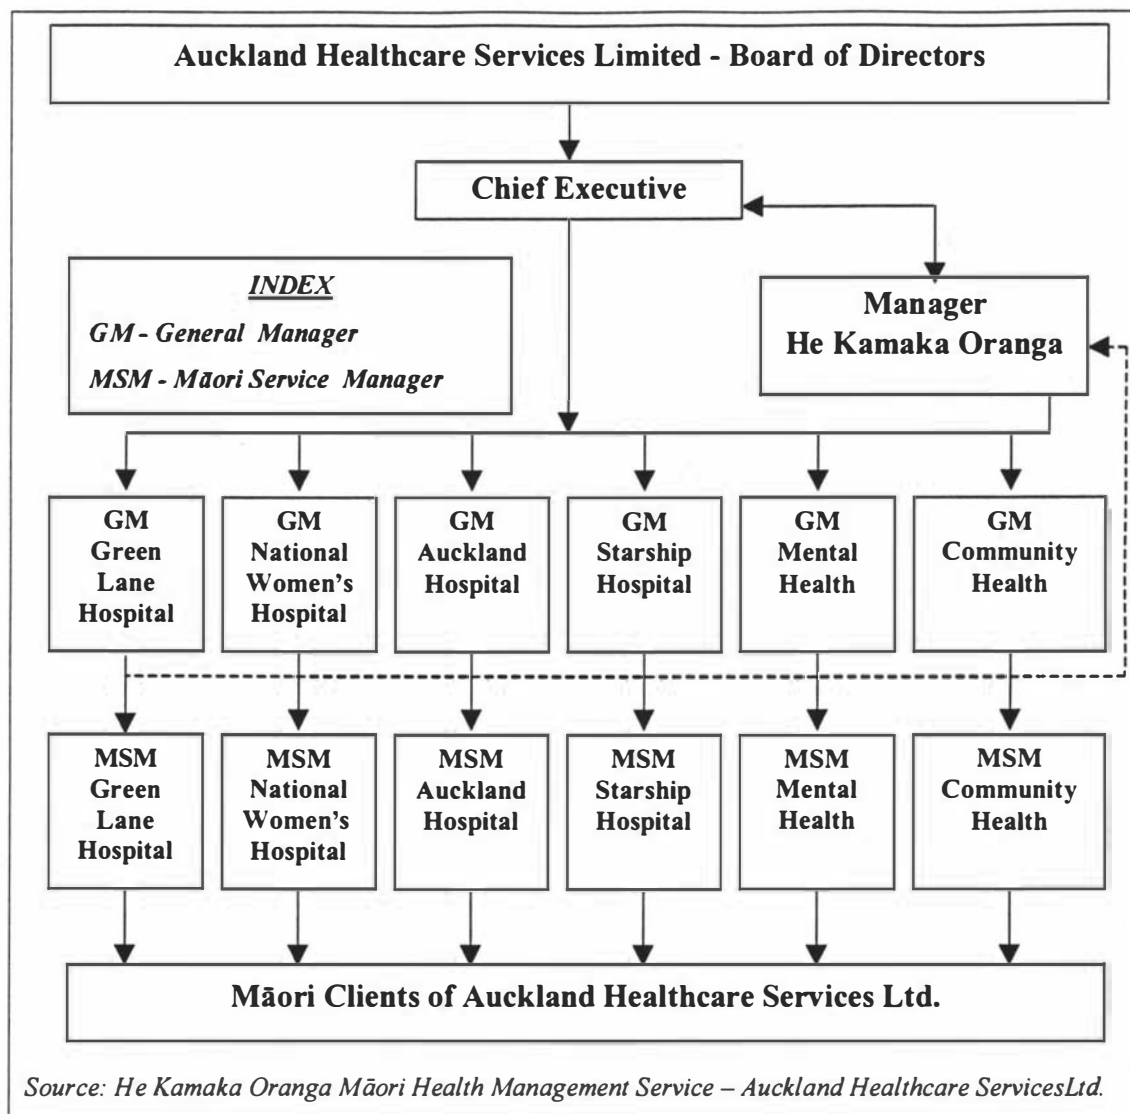 Auckland Healthcare Services Limited - Board of Directors
Chief Executive
INDEX
GM - General Manager
MSM - Māori Service Manager
Manager
He Kamaka Oranga
GM
Green
Lane
Hospital
GM
National
Women's
Hospital
GM
Auckland
Hospital
GM
Starship
Hospital
GM
Mental
Health
GM
Community
Health
MSM
Green
Lane
Hospital
MSM
National
Women's
Hospital
MSM
Auckland
Hospital
MSM
Starship
Hospital
MSM
Mental
Health
MSM
Community
Health
Māori Clients of Auckland Healthcare Services Ltd.
Source: He Kamaka Oranga Māori Health Management Service – Auckland Healthcare ServicesLtd.